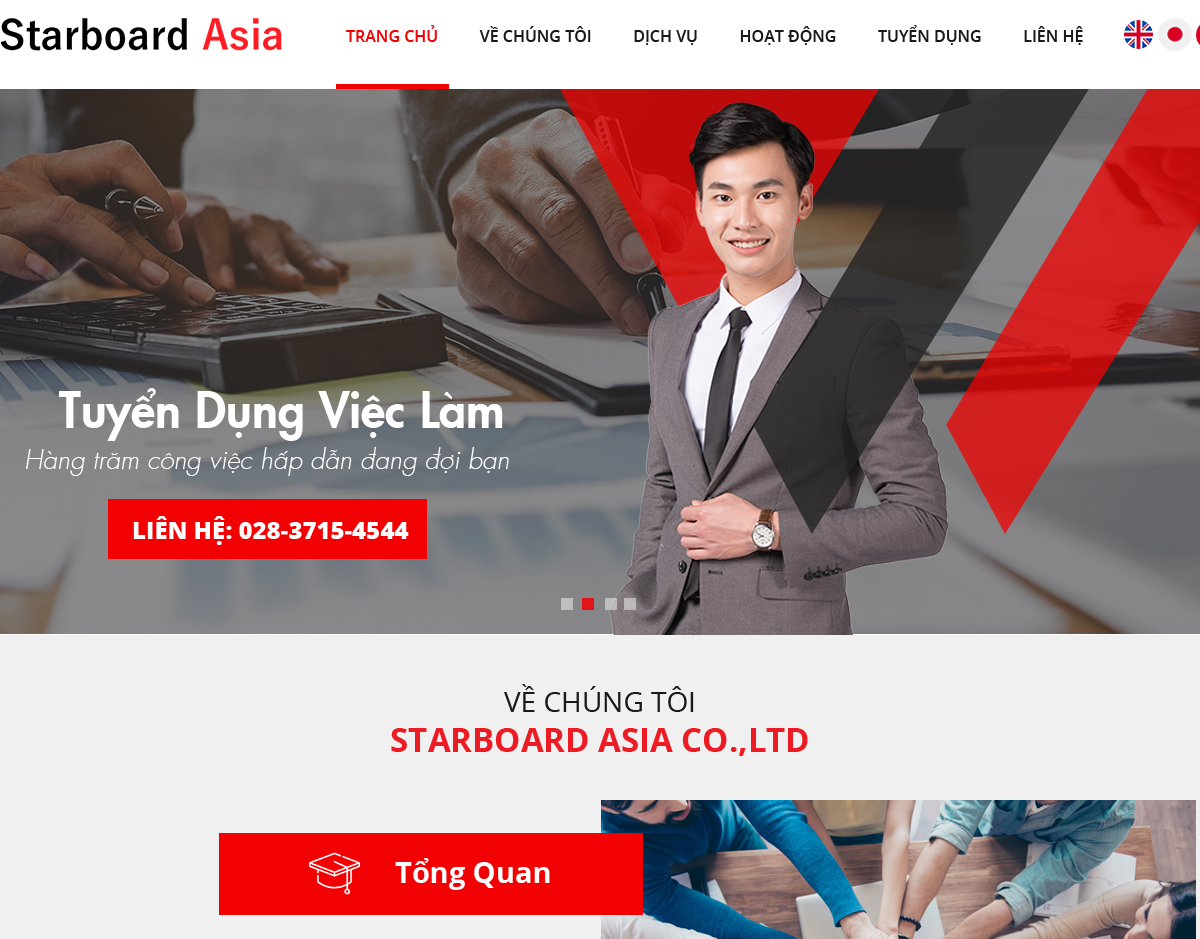 Starboard Asia
TRANG CHỦ
VỀ CHÚNG TÔI
DỊCH VỤ
HOẠT ĐỘNG
TUYỂN DỤNG
LIÊN HỆ
Tuyển Dụng Việc Làm
Hàng trăm công việc hấp dẫn đang đợi bạn
LIÊN HỆ: 028-3715-4544
VỀ CHÚNG TÔI
STARBOARD ASIA CO.,LTD
Tổng Quan